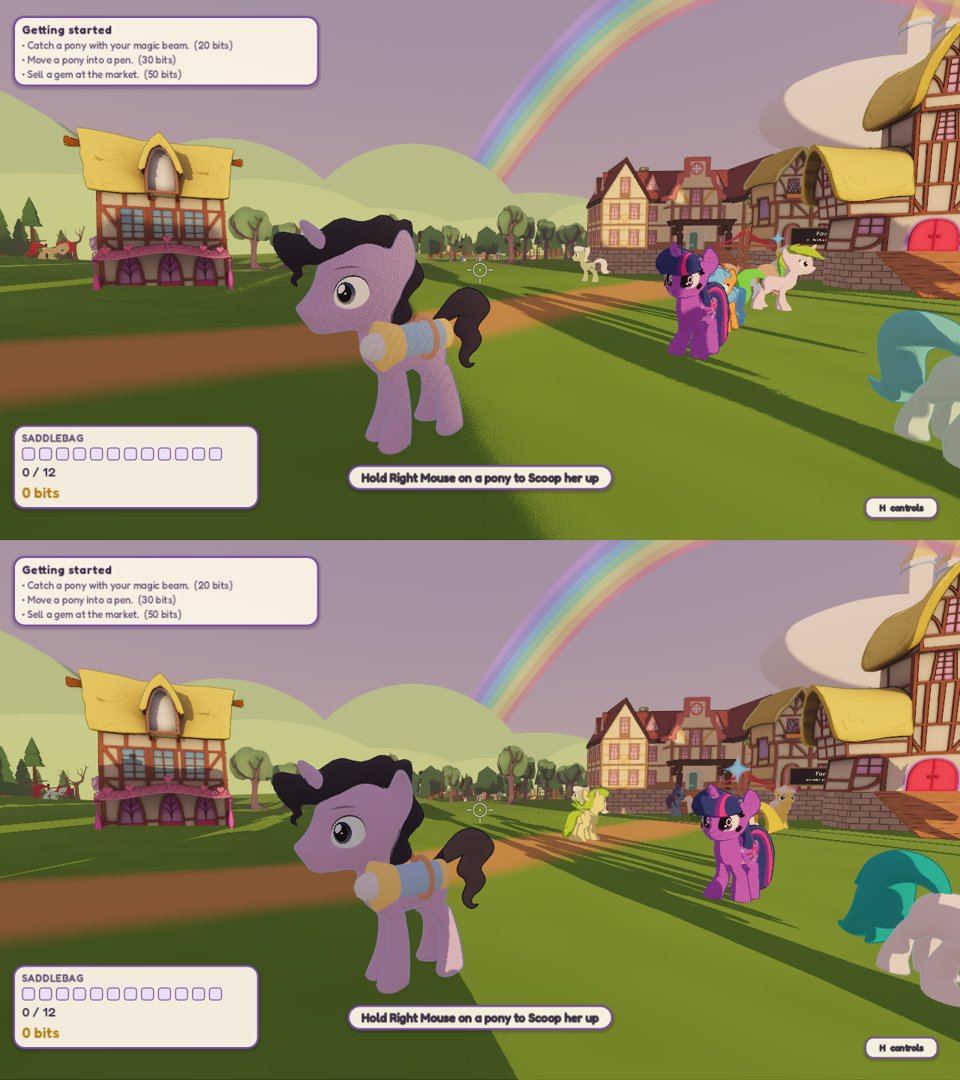 Getting started
• Catch a pony with your magic beam. (20 bits)
• Move a pony into a pen. (30 bits)
• Sell a gem at the market. (50 bits)
SADDLEBAG
0 / 12
0 bits
Hold Right Mouse on a pony to Scoop her up
H controls
Getting started
• Catch a pony with your magic beam. (20 bits)
• Move a pony into a pen. (30 bits)
• Sell a gem at the market. (50 bits)
SADDLEBAG
0 / 12
0 bits
Hold Right Mouse on a pony to Scoop her up
H controls